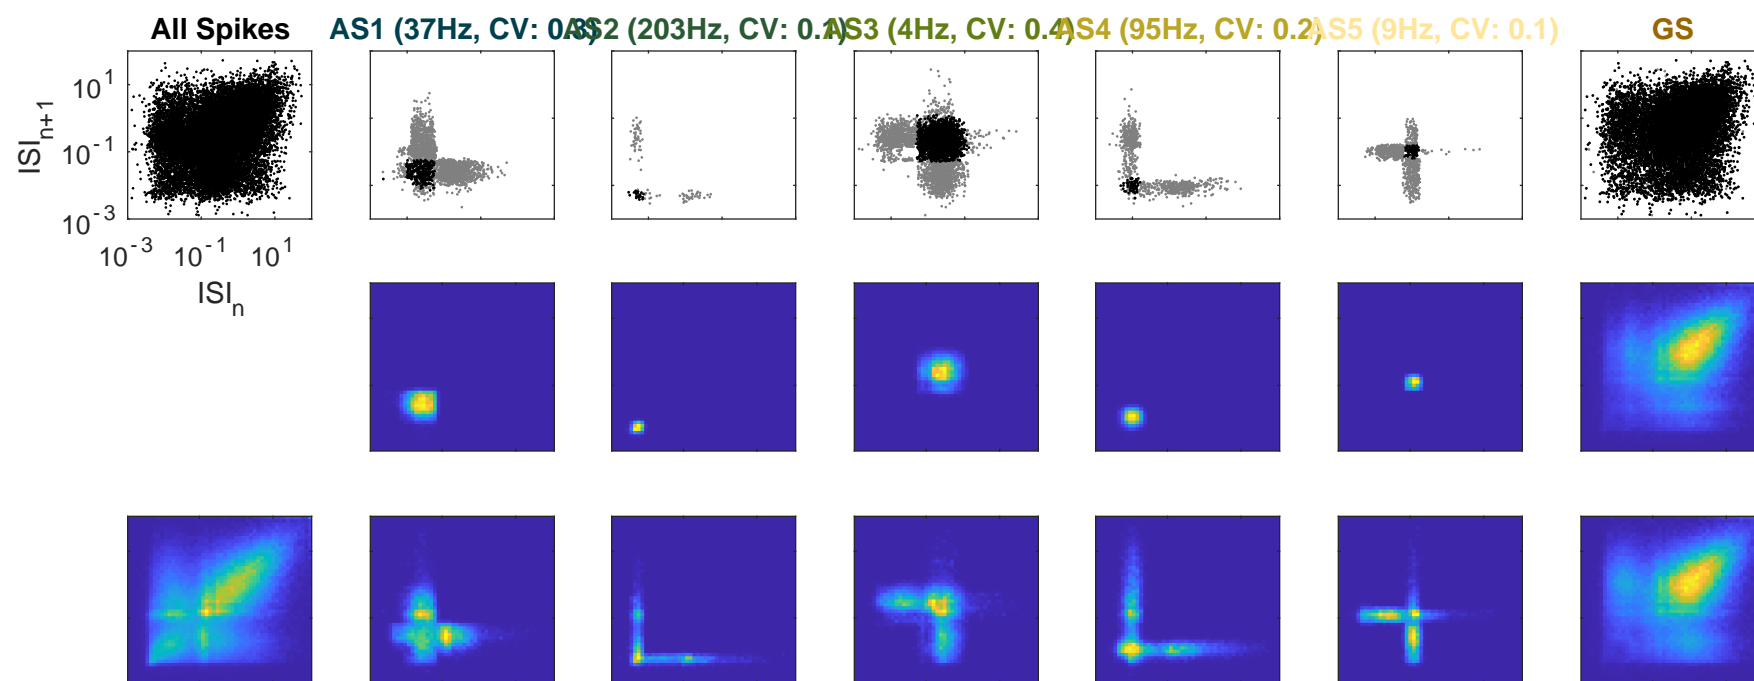 All Spikes
AS1 (37Hz, CV: 0.3)
AS2 (203Hz, CV: 0.1)
AS3 (4Hz, CV: 0.4)
AS4 (95Hz, CV: 0.2)
AS5 (9Hz, CV: 0.1)
GS
ISI_{n+1}
10^1
10^{-1}
10^{-3}
10^{-3} 10^{-1} 10^1
ISI_n